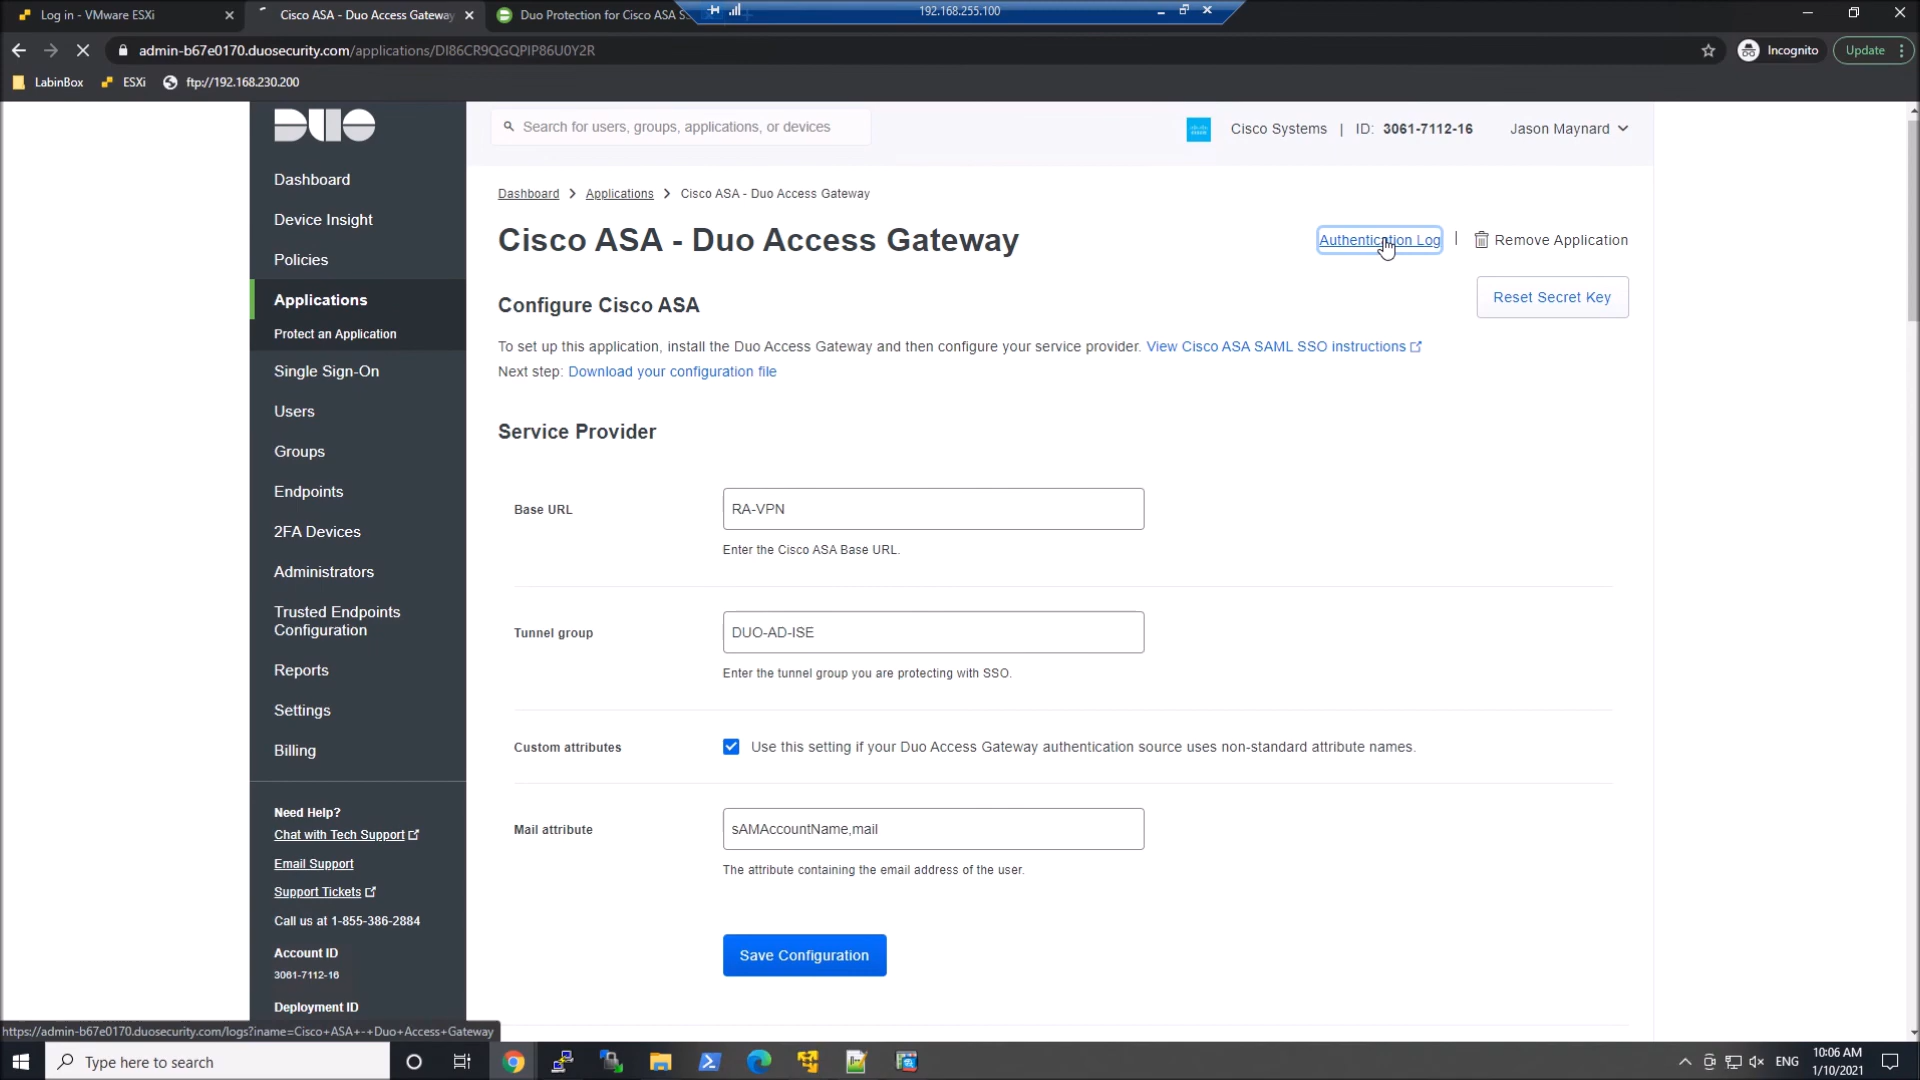 Log in - VMware ESXi
Cisco ASA - Duo Access Gateway
Duo Protection for Cisco ASA S
192.168.255.100
admin-b67e0170.duosecurity.com/applications/DI86CR9QGQPIP86U0Y2R
Incognito
Update
LabinBox
ESXi
ftp://192.168.230.200
DUO
Search for users, groups, applications, or devices
Cisco Systems | ID: 3061-7112-16
Jason Maynard
Dashboard
Device Insight
Policies
Applications
Protect an Application
Single Sign-On
Users
Groups
Endpoints
2FA Devices
Administrators
Trusted Endpoints
Configuration
Reports
Settings
Billing
Need Help?
Chat with Tech Support
Email Support
Support Tickets
Call us at 1-855-386-2884
Account ID
3061-7112-16
Deployment ID
Dashboard > Applications > Cisco ASA - Duo Access Gateway
Cisco ASA - Duo Access Gateway
Authentication Log | Remove Application
Configure Cisco ASA
Reset Secret Key
To set up this application, install the Duo Access Gateway and then configure your service provider. View Cisco ASA SAML SSO instructions
Next step: Download your configuration file
Service Provider
Base URL
RA-VPN
Enter the Cisco ASA Base URL.
Tunnel group
DUO-AD-ISE
Enter the tunnel group you are protecting with SSO.
Custom attributes
Use this setting if your Duo Access Gateway authentication source uses non-standard attribute names.
Mail attribute
sAMAccountName,mail
The attribute containing the email address of the user.
Save Configuration
https://admin-b67e0170.duosecurity.com/logs?iname=Cisco+ASA+-+Duo+Access+Gateway
Type here to search
ENG
10:06 AM
1/10/2021